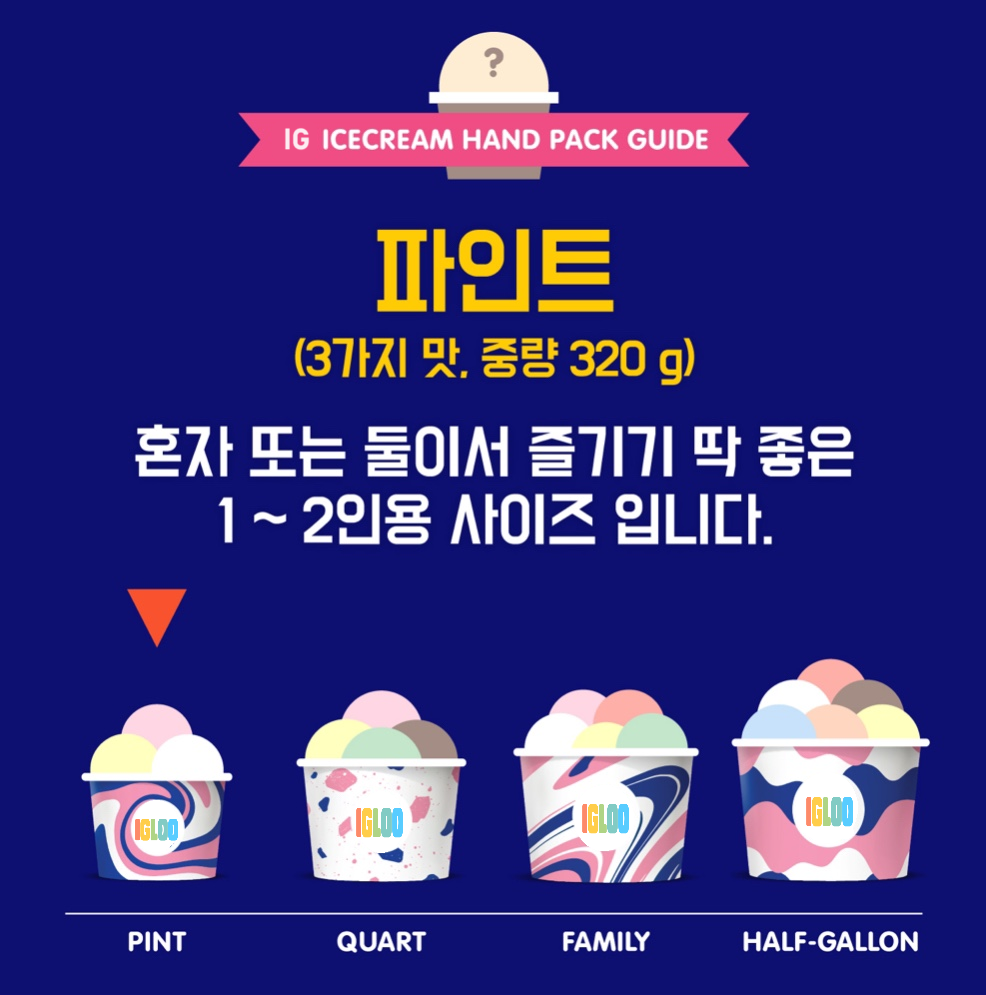 ?
IG ICECREAM HAND PACK GUIDE
파인트
(3가지 맛, 중량 320 g)
혼자 또는 둘이서 즐기기 딱 좋은
1 ~ 2인용 사이즈 입니다.
IGLOO
IGLOO
IGLOO
IGLOO
PINT
QUART
FAMILY
HALF-GALLON